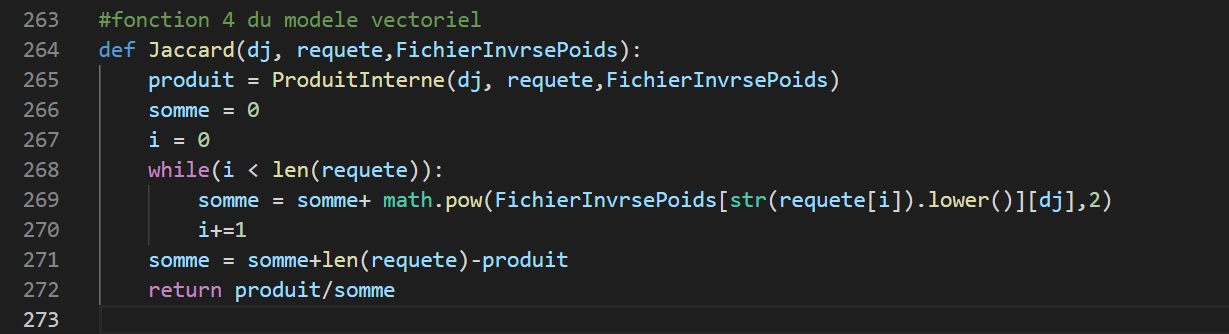 263 #fonction 4 du modele vectoriel
264 def Jaccard(dj, requete,FichierInvrsePoids):
265     produit = ProduitInterne(dj, requete,FichierInvrsePoids)
266     somme = 0
267     i = 0
268     while(i < len(requete)):
269         somme = somme+ math.pow(FichierInvrsePoids[str(requete[i]).lower()][dj],2)
270         i+=1
271     somme = somme+len(requete)-produit
272     return produit/somme
273